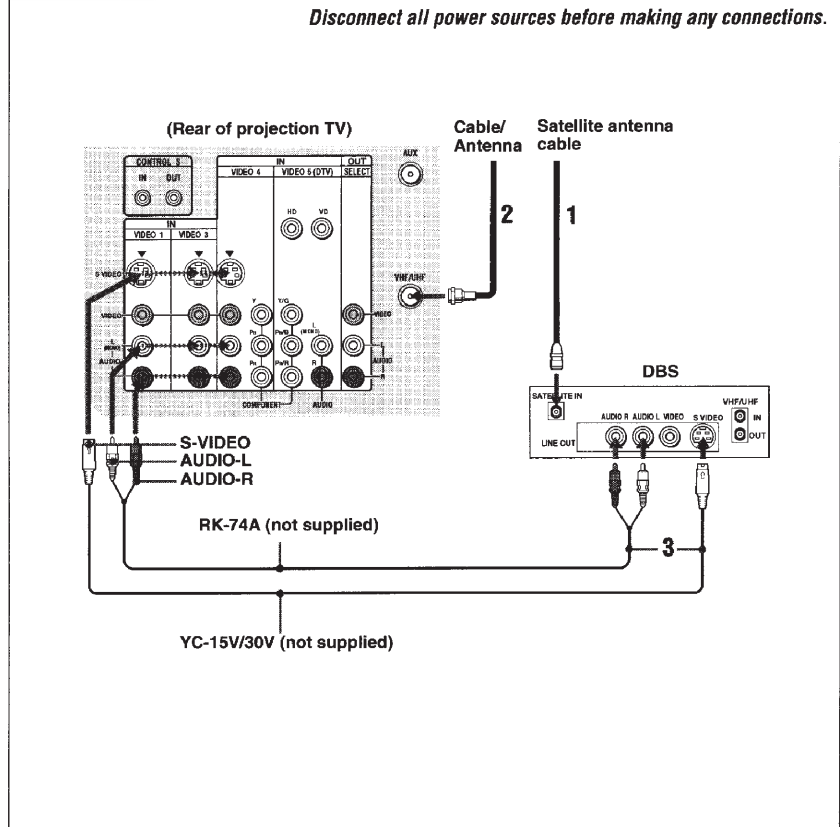 Disconnect all power sources before making any connections.
(Rear of projection TV)
Cable/
Antenna
Satellite antenna
cable
CONTROL S
IN OUT
IN
OUT
VIDEO 4
VIDEO 5 (DTV)
SELECT
AUX
HD VD
IN
VIDEO 1 VIDEO 3
S VIDEO
VHF/UHF
VIDEO
Y
Y/G
L
(MONO)
VIDEO
L
(MONO)
AUDIO
PB
PB/B
L
AUDIO
R
PR
PR/R
R
COMPONENT
AUDIO
2
1
DBS
SATELLITE IN
AUDIO R AUDIO L VIDEO S VIDEO
VHF/UHF
IN
OUT
LINE OUT
S-VIDEO
AUDIO-L
AUDIO-R
RK-74A (not supplied)
3
YC-15V/30V (not supplied)